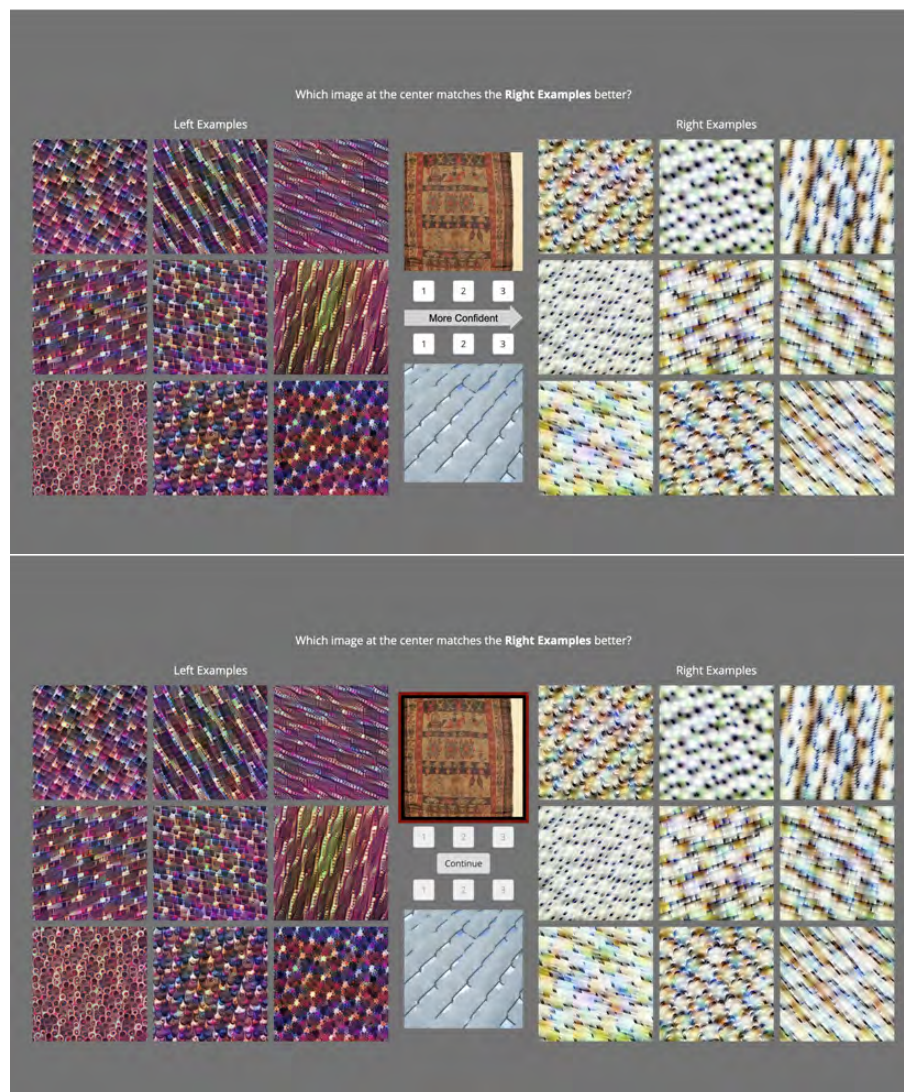 Which image at the center matches the Right Examples better?
Left Examples
Right Examples
1 2 3
More Confident
1 2 3
Which image at the center matches the Right Examples better?
Left Examples
Right Examples
1 2 3
Continue
1 2 3